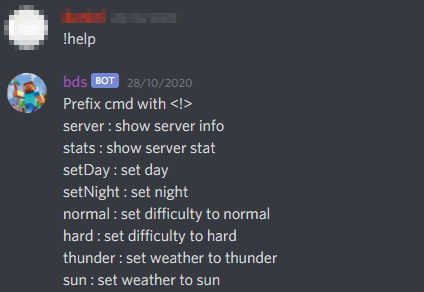 !help
bds BOT 28/10/2020
Prefix cmd with <!>
server : show server info
stats : show server stat
setDay : set day
setNight : set night
normal : set difficulty to normal
hard : set difficulty to hard
thunder : set weather to thunder
sun : set weather to sun